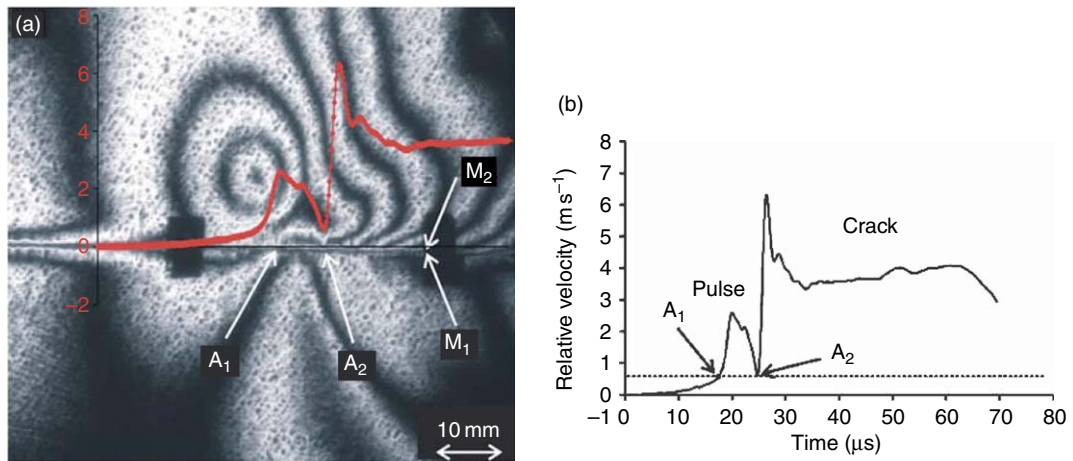 (a)
8
6
4
2
0
−2
M₂
A₁
A₂
M₁
10 mm
(b)
Relative velocity (m s⁻¹)
8
7
6
5
4
3
2
1
0
−1
Crack
Pulse
A₁
A₂
0 10 20 30 40 50 60 70 80
Time (μs)